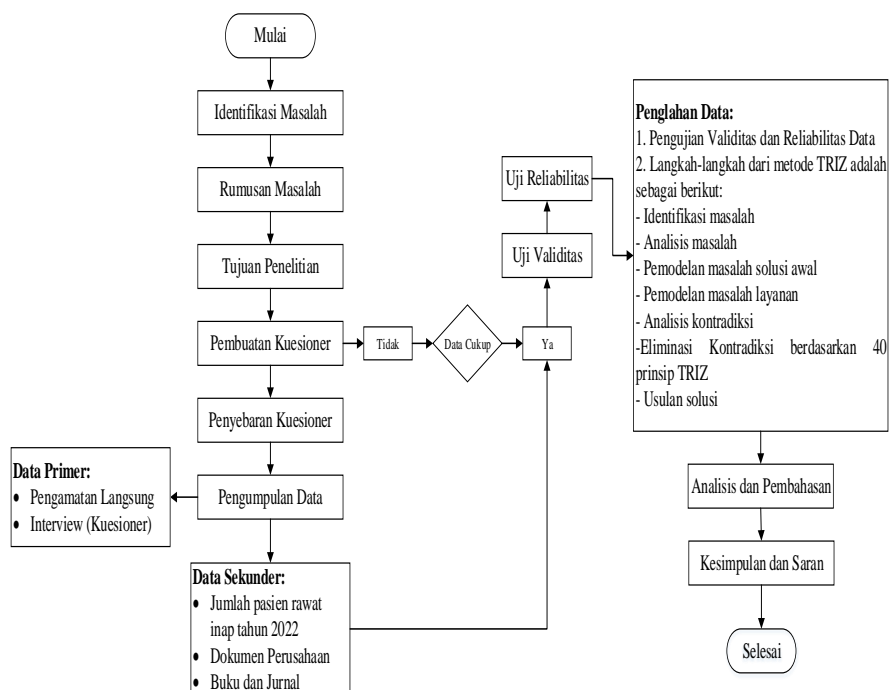 Mulai
Identifikasi Masalah
Rumusan Masalah
Tujuan Penelitian
Pembuatan Kuesioner
Tidak
Data Cukup
Ya
Penyebaran Kuesioner
Pengumpulan Data
Data Primer:
• Pengamatan Langsung
• Interview (Kuesioner)
Data Sekunder:
• Jumlah pasien rawat
inap tahun 2022
• Dokumen Perusahaan
• Buku dan Jurnal
Uji Validitas
Uji Reliabilitas
Penglahan Data:
1. Pengujian Validitas dan Reliabilitas Data
2. Langkah-langkah dari metode TRIZ adalah
sebagai berikut:
- Identifikasi masalah
- Analisis masalah
- Pemodelan masalah solusi awal
- Pemodelan masalah layanan
- Analisis kontradiksi
-Eliminasi Kontradiksi berdasarkan 40
prinsip TRIZ
- Usulan solusi
Analisis dan Pembahasan
Kesimpulan dan Saran
Selesai